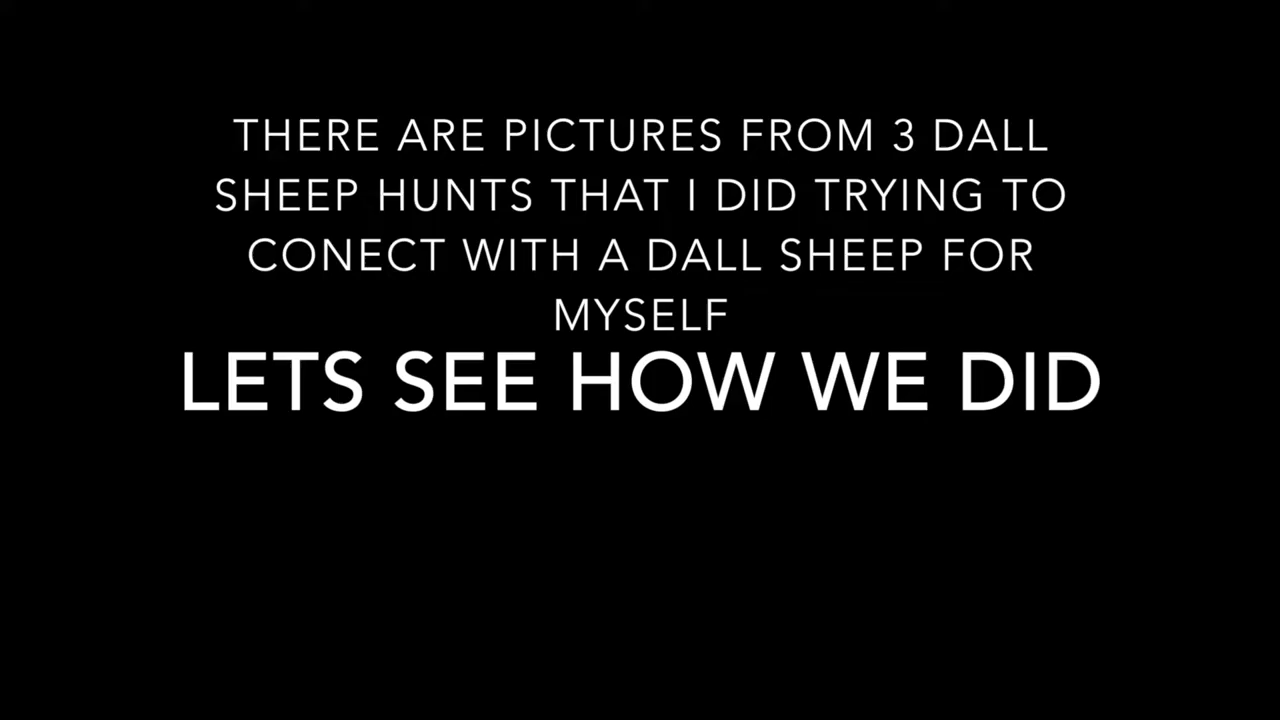 THERE ARE PICTURES FROM 3 DALL
SHEEP HUNTS THAT I DID TRYING TO
CONECT WITH A DALL SHEEP FOR
MYSELF
LETS SEE HOW WE DID